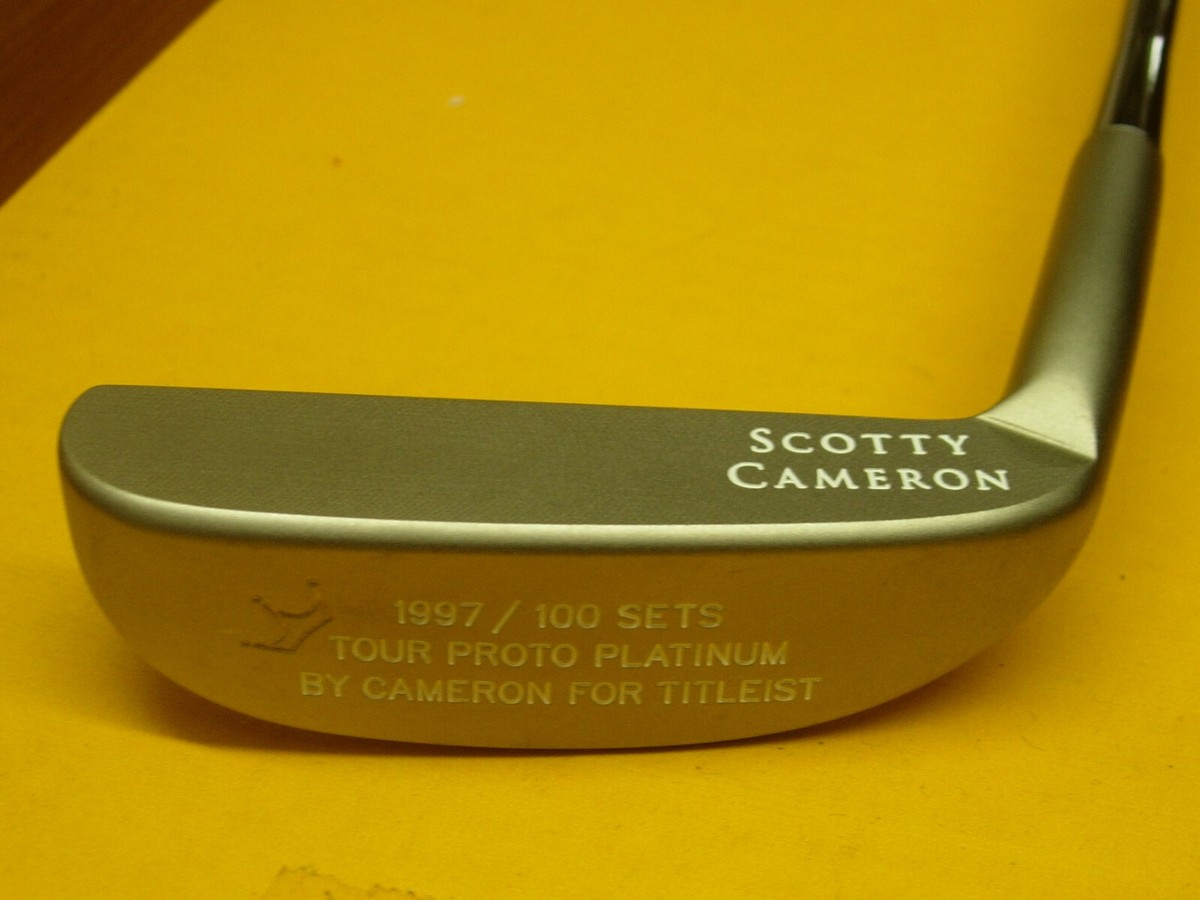 SCOTTY
CAMERON
1997 / 100 SETS
TOUR PROTO PLATINUM
BY CAMERON FOR TITLEIST